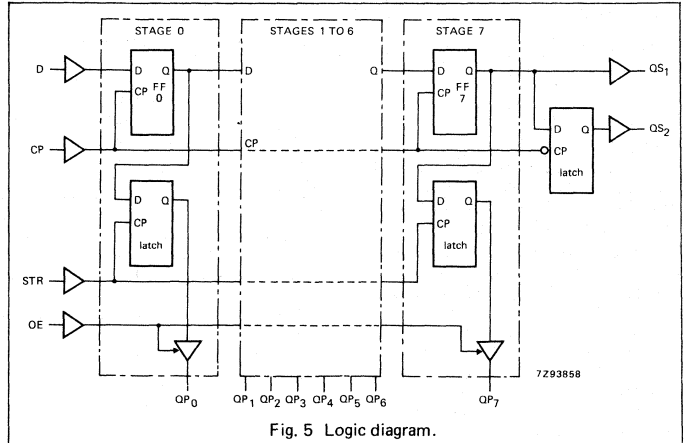 STAGE 0
STAGES 1 TO 6
STAGE 7
D
D Q
FF
0
CP
D
Q
D Q
FF
7
CP
QS1
D Q
CP
latch
QS2
CP
CP
D Q
CP
latch
D Q
CP
latch
STR
OE
7Z93858
QP0
QP1 QP2 QP3 QP4 QP5 QP6
QP7
Fig. 5 Logic diagram.